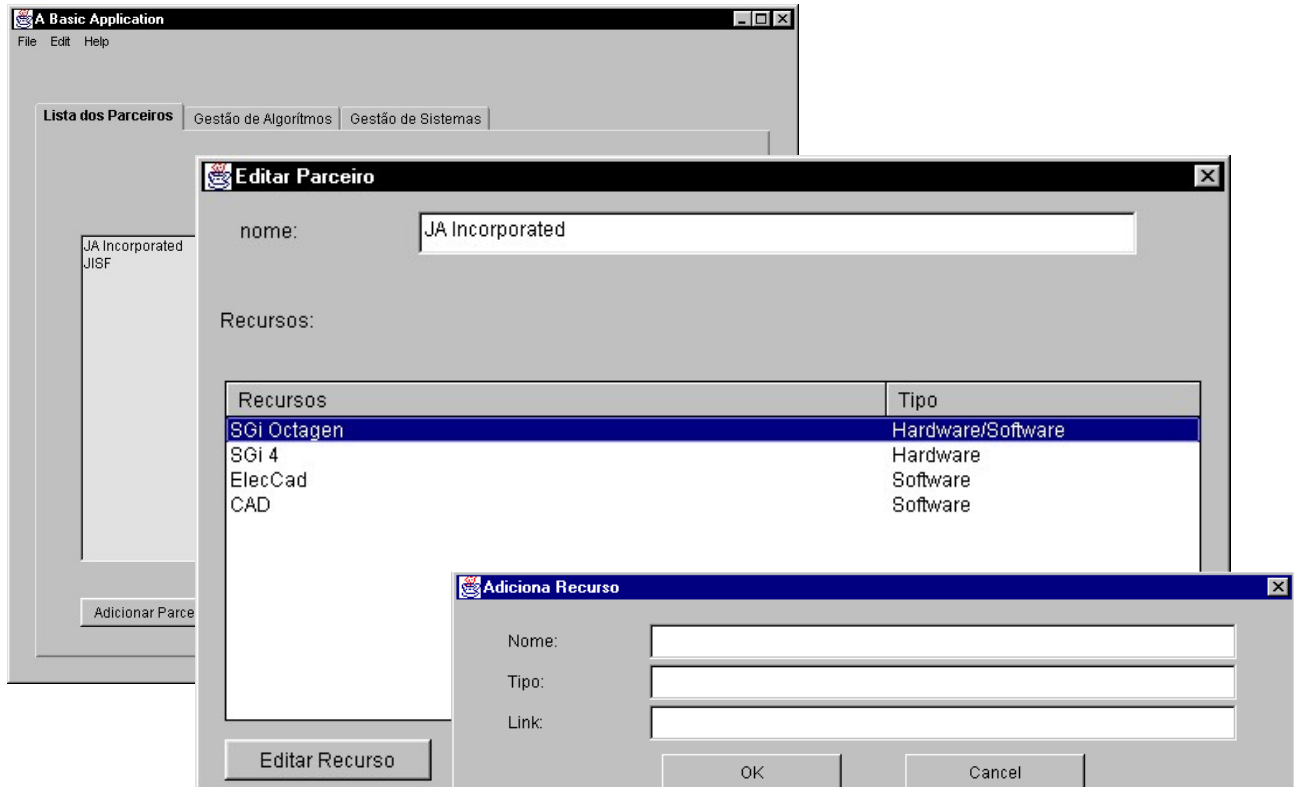 A Basic Application
File Edit Help
Lista dos Parceiros Gestão de Algorítmos Gestão de Sistemas
JA Incorporated
JISF
Adicionar Parce
Editar Parceiro
nome: JA Incorporated
Recursos:
Recursos Tipo
SGi Octagen Hardware/Software
SGi 4 Hardware
ElecCad Software
CAD Software
Editar Recurso
Adiciona Recurso
Nome:
Tipo:
Link:
OK Cancel